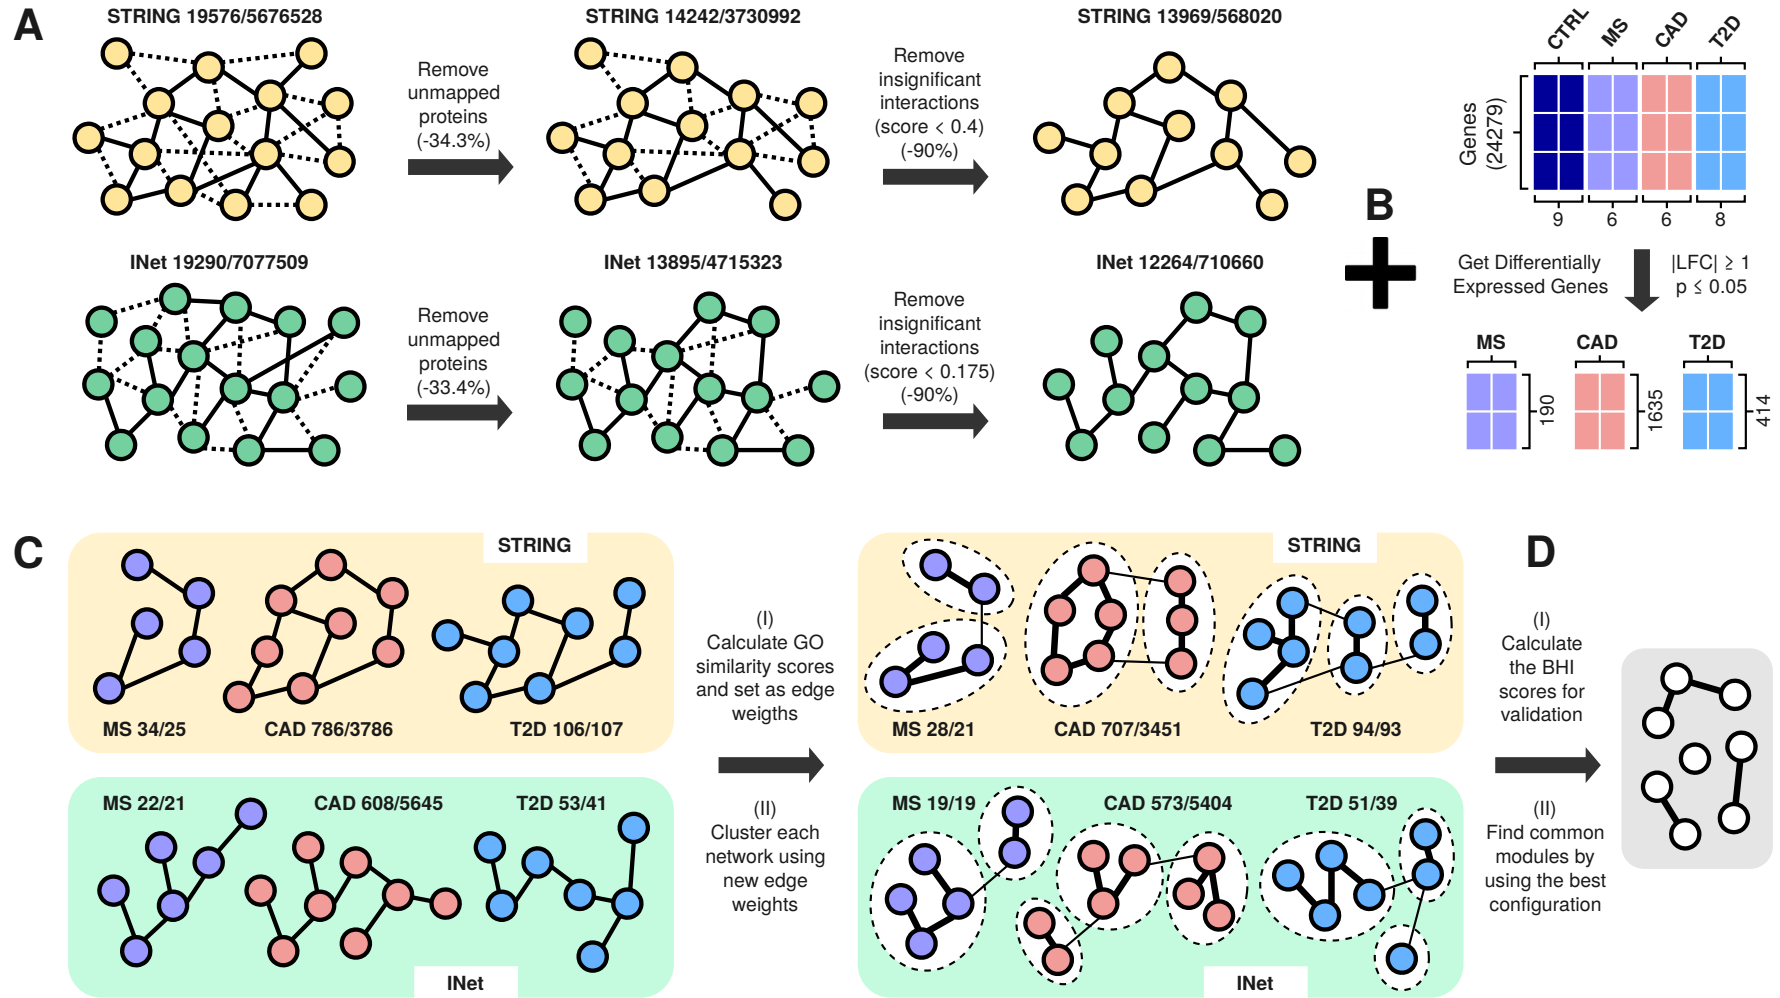 A
STRING 19576/5676528
Remove
unmapped
proteins
(-34.3%)
STRING 14242/3730992
Remove
insignificant
interactions
(score < 0.4)
(-90%)
STRING 13969/568020
INet 19290/7077509
Remove
unmapped
proteins
(-33.4%)
INet 13895/4715323
Remove
insignificant
interactions
(score < 0.175)
(-90%)
INet 12264/710660
B
CTRL
MS
CAD
T2D
Genes
(24279)
9
6
6
8
Get Differentially
Expressed Genes
|LFC| ≥ 1
p ≤ 0.05
MS
CAD
T2D
190
1635
414
C
STRING
MS 34/25
CAD 786/3786
T2D 106/107
MS 22/21
CAD 608/5645
T2D 53/41
INet
(I)
Calculate GO
similarity scores
and set as edge
weigths
(II)
Cluster each
network using
new edge
weights
STRING
MS 28/21
CAD 707/3451
T2D 94/93
MS 19/19
CAD 573/5404
T2D 51/39
INet
D
(I)
Calculate
the BHI
scores for
validation
(II)
Find common
modules by
using the best
configuration